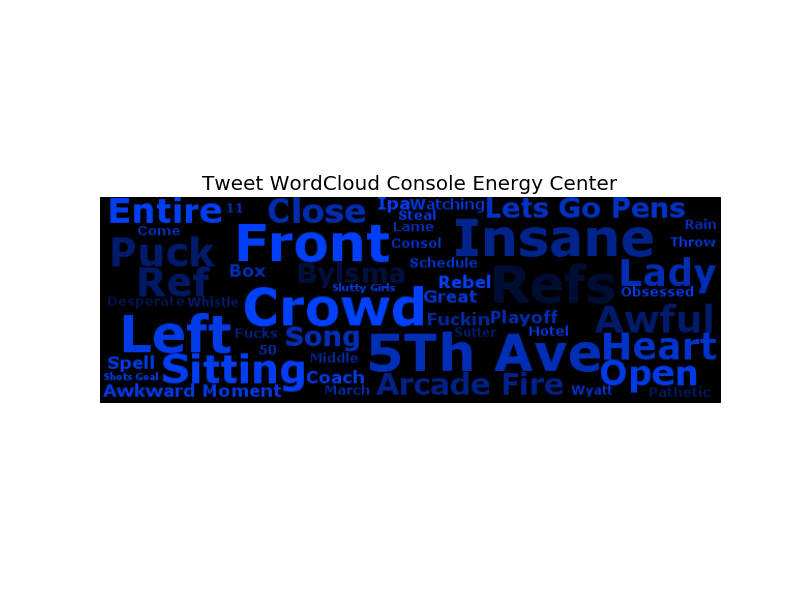 Tweet WordCloud Console Energy Center
Entire 11 Close Ipa Watching Lets Go Pens
Steal
Come Front Lame Insane Rain
Puck Consol Throw
Ref Box Bylsma Schedule Refs Lady
Slutty Girls Rebel Obsessed
Desperate Whistle Crowd Great
Left Fucks Song Fuckin Playoff Awful
Sutter Hotel
50 Middle 5Th Ave Heart
Spell Sitting Coach Open
Shots Goal
Awkward Moment March Arcade Fire Wyatt Pathetic